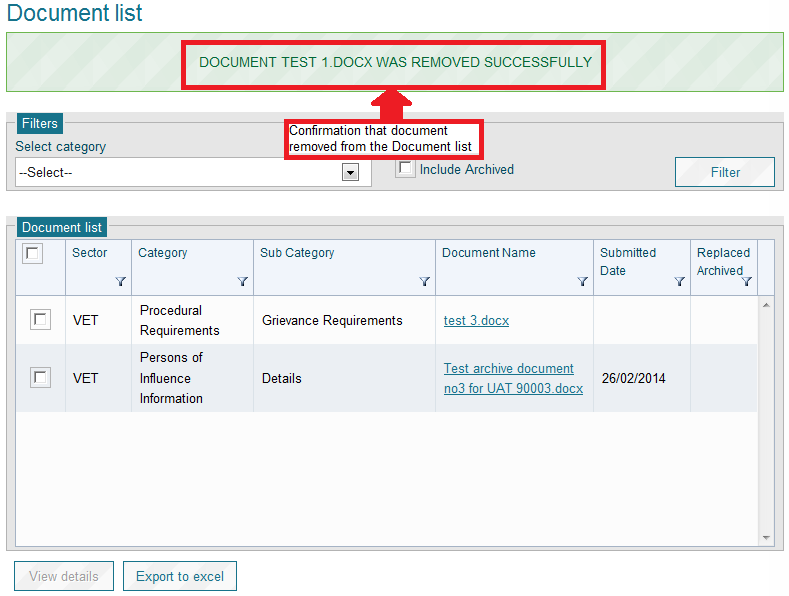 Document list
DOCUMENT TEST 1.DOCX WAS REMOVED SUCCESSFULLY
Confirmation that document
removed from the Document list
Filters
Select category
--Select--
Include Archived
Filter
Document list
Sector Category Sub Category Document Name Submitted Date Replaced Archived
VET Procedural Requirements Grievance Requirements test 3.docx
VET Persons of Influence Information Details Test archive document no3 for UAT 90003.docx 26/02/2014
View details Export to excel